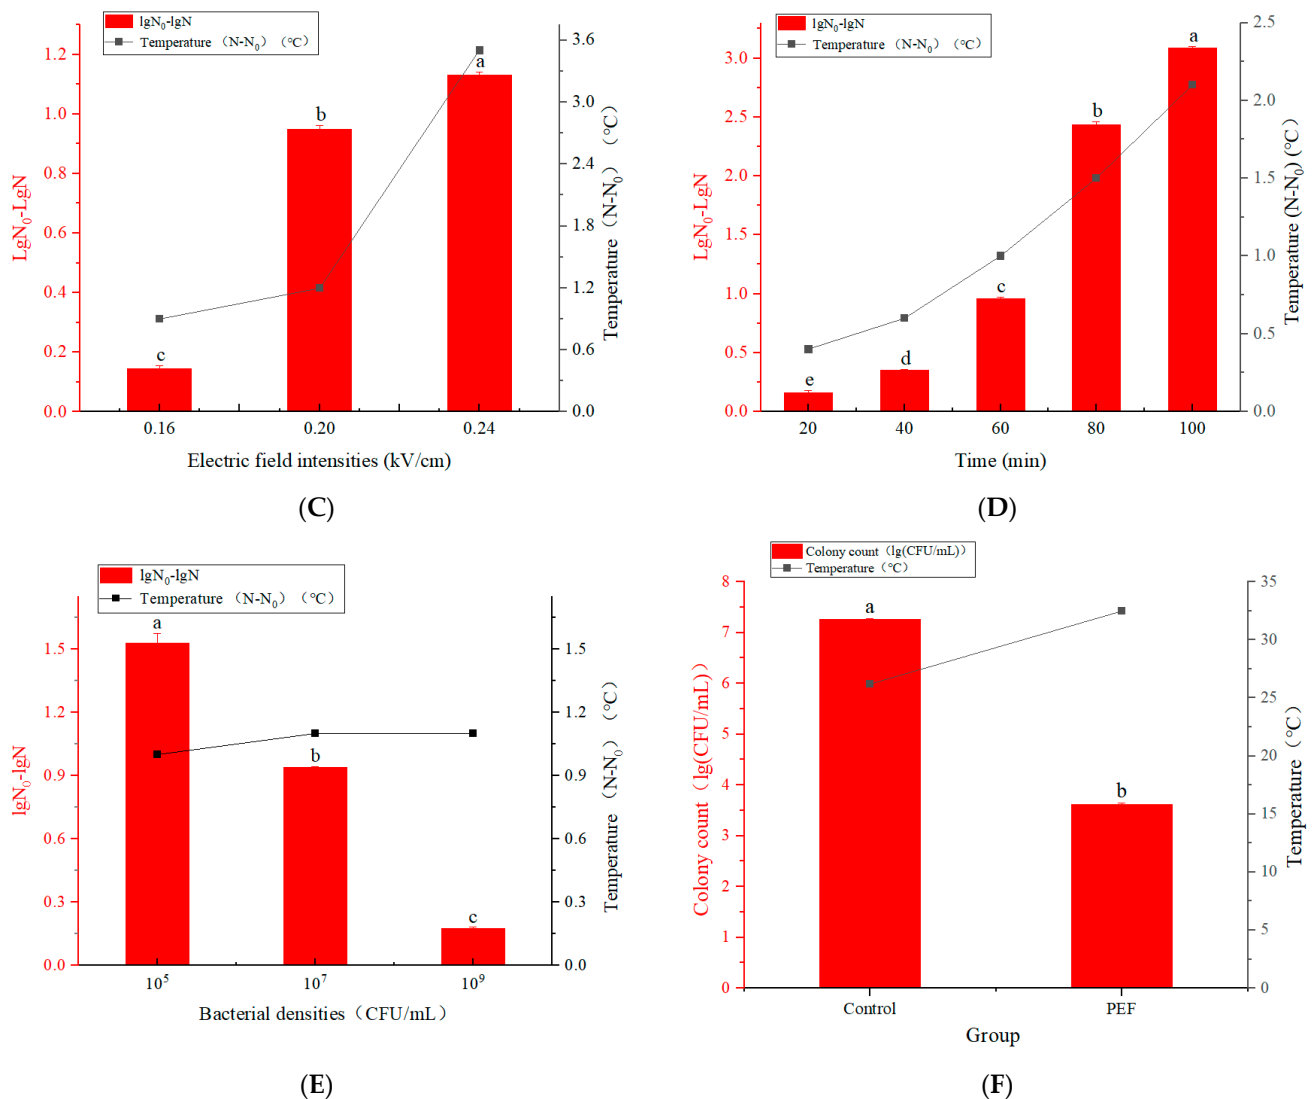 lgN₀-lgN
Temperature （N-N₀）（°C）
LgN₀-LgN
1.2
1.0
0.8
0.6
0.4
0.2
0.0
c
b
a
3.6
3.0
2.4
1.8
1.2
0.6
0.0
Temperature（N-N₀）（°C）
0.16 0.20 0.24
Electric field intensities (kV/cm)
(C)
lgN₀-lgN
Temperature （N-N₀）（°C）
LgN₀-LgN
3.0
2.5
2.0
1.5
1.0
0.5
0.0
e
d
c
b
a
2.5
2.0
1.5
1.0
0.5
0.0
Temperature (N-N₀) (°C)
20 40 60 80 100
Time (min)
(D)
lgN₀-lgN
Temperature （N-N₀）（°C）
lgN₀-lgN
1.5
1.2
0.9
0.6
0.3
0.0
a
b
c
1.5
1.2
0.9
0.6
0.3
0.0
Temperature（N-N₀）（°C）
10⁵ 10⁷ 10⁹
Bacterial densities（CFU/mL）
(E)
Colony count（lg(CFU/mL)）
Temperature（°C）
Colony count（lg(CFU/mL)）
8
7
6
5
4
3
2
1
0
a
b
35
30
25
20
15
10
5
0
Temperature（°C）
Control PEF
Group
(F)